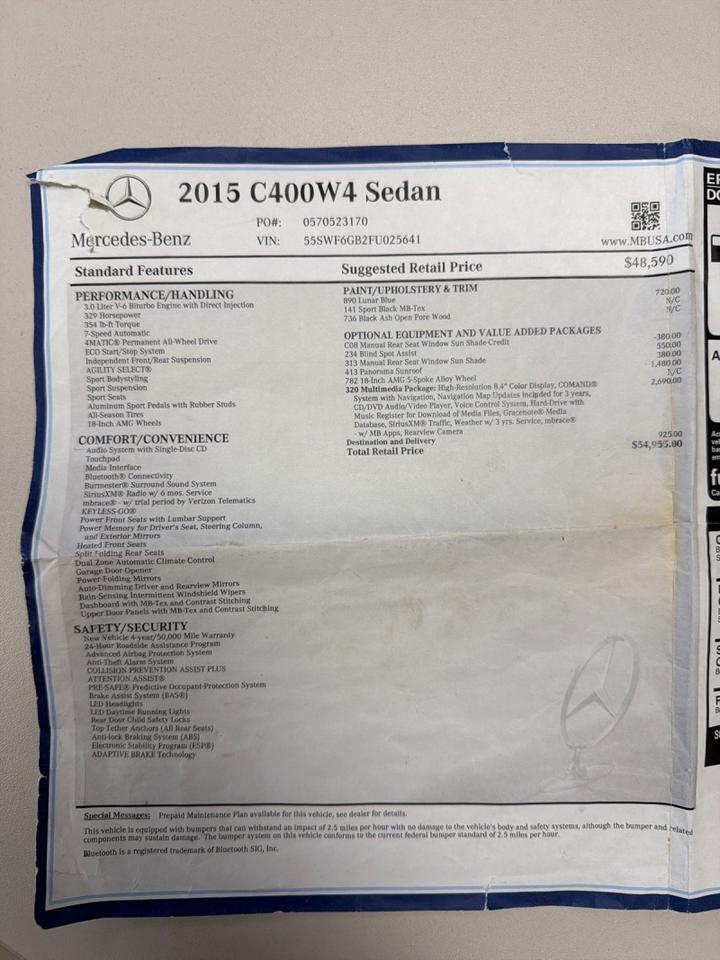 2015 C400W4 Sedan
PO#: 0570523170
Mercedes-Benz VIN: 55SWF6GB2FU025641
www.MBUSA.com
Standard Features
Suggested Retail Price $48,590
PERFORMANCE/HANDLING
3.0 Liter V-6 Biturbo Engine with Direct Injection
329 Horsepower
354 lb-ft Torque
7-Speed Automatic
4MATIC® Permanent All-Wheel Drive
ECO Start/Stop System
Independent Front/Rear Suspension
AGILITY SELECT®
Sport Bodystyling
Sport Suspension
Sport Seats
Aluminum Sport Pedals with Rubber Studs
All-Season Tires
18-Inch AMG Wheels
COMFORT/CONVENIENCE
Audio System with Single-Disc CD
Touchpad
Media Interface
Bluetooth® Connectivity
Burmester® Surround Sound System
SiriusXM® Radio w/ 6 mos. Service
mbrace® - w/ trial period by Verizon Telematics
KEYLESS-GO®
Power Front Seats with Lumbar Support
Power Memory for Driver's Seat, Steering Column,
and Exterior Mirrors
Heated Front Seats
Split Folding Rear Seats
Dual Zone Automatic Climate Control
Garage Door Opener
Power-Folding Mirrors
Auto-Dimming Driver and Rearview Mirrors
Rain-Sensing Intermittent Windshield Wipers
Dashboard with MB-Tex and Contrast Stitching
Upper Door Panels with MB-Tex and Contrast Stitching
SAFETY/SECURITY
New Vehicle 4-year/50,000 Mile Warranty
24-Hour Roadside Assistance Program
Advanced Airbag Protection System
Anti-Theft Alarm System
COLLISION PREVENTION ASSIST PLUS
ATTENTION ASSIST®
PRE-SAFE® Predictive Occupant-Protection System
Brake Assist System (BAS®)
LED Headlights
LED Daytime Running Lights
Rear Door Child Safety Locks
Top Tether Anchors (All Rear Seats)
Anti-lock Braking System (ABS)
Electronic Stability Program (ESP®)
ADAPTIVE BRAKE Technology
PAINT/UPHOLSTERY & TRIM
890 Lunar Blue 720.00
141 Sport Black MB-Tex N/C
736 Black Ash Open Pore Wood N/C
OPTIONAL EQUIPMENT AND VALUE ADDED PACKAGES
C08 Manual Rear Seat Window Sun Shade-Credit -380.00
234 Blind Spot Assist 550.00
313 Manual Rear Seat Window Sun Shade 380.00
413 Panorama Sunroof 1,480.00
782 18-Inch AMG 5-Spoke Alloy Wheel N/C
320 Multimedia Package: High-Resolution 8.4" Color Display, COMAND® 2,690.00
System with Navigation, Navigation Map Updates included for 3 years,
CD/DVD Audio/Video Player, Voice Control System, Hard-Drive with
Music Register for Download of Media Files, Gracenote® Media
Database, SiriusXM® Traffic, Weather w/ 3 yrs. Service, mbrace®
- w/ MB Apps, Rearview Camera
Destination and Delivery 925.00
Total Retail Price $54,955.00
Special Messages: Prepaid Maintenance Plan available for this vehicle, see dealer for details.
This vehicle is equipped with bumpers that can withstand an impact of 2.5 miles per hour with no damage to the vehicle's body and safety systems, although the bumper and related
components may sustain damage. The bumper system on this vehicle conforms to the current federal bumper standard of 2.5 miles per hour.
Bluetooth is a registered trademark of Bluetooth SIG, Inc.